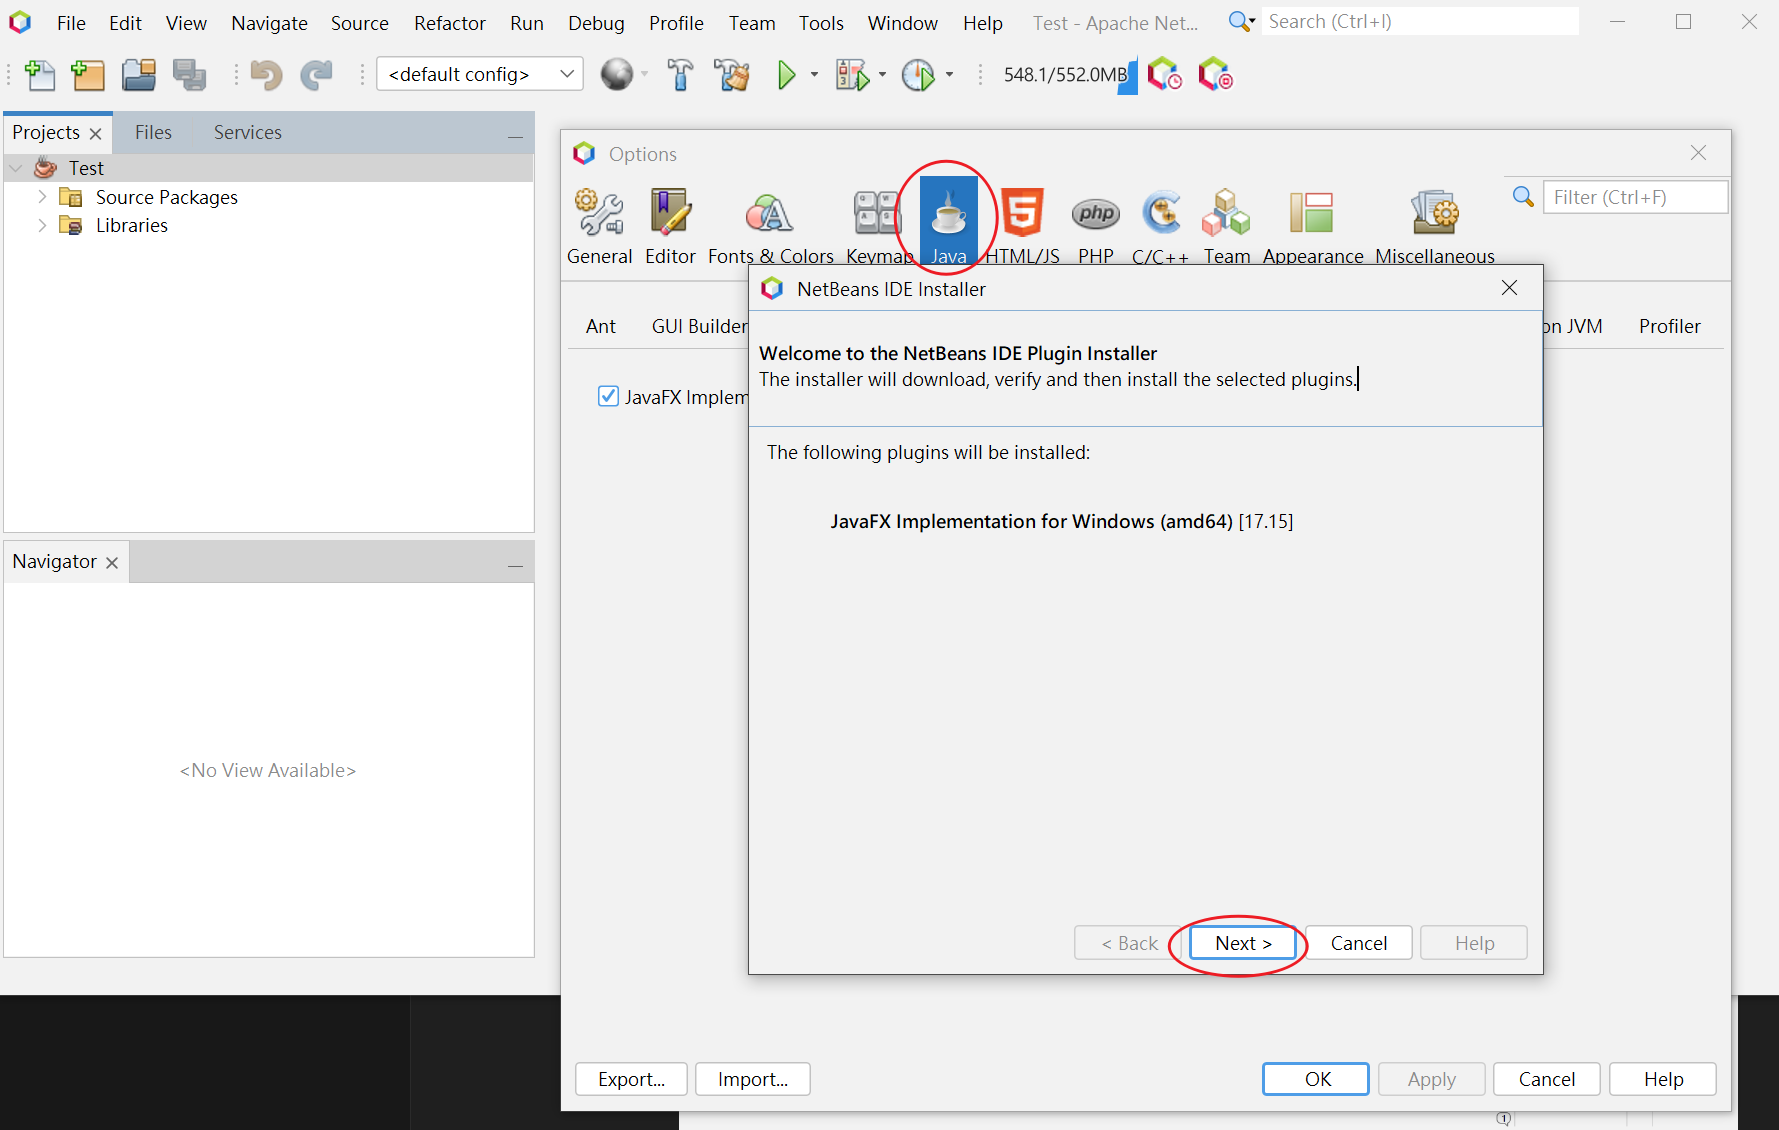 File Edit View Navigate Source Refactor Run Debug Profile Team Tools Window Help Test - Apache Net... Search (Ctrl+I)
<default config> 548.1/552.0MB
Projects Files Services
Test
Source Packages
Libraries
Navigator
<No View Available>
Options
Filter (Ctrl+F)
General Editor Fonts & Colors Keymap Java HTML/JS PHP C/C++ Team Appearance Miscellaneous
Ant GUI Builder on JVM Profiler
JavaFX Implem
NetBeans IDE Installer
Welcome to the NetBeans IDE Plugin Installer
The installer will download, verify and then install the selected plugins.
The following plugins will be installed:
JavaFX Implementation for Windows (amd64) [17.15]
< Back Next > Cancel Help
Export... Import... OK Apply Cancel Help